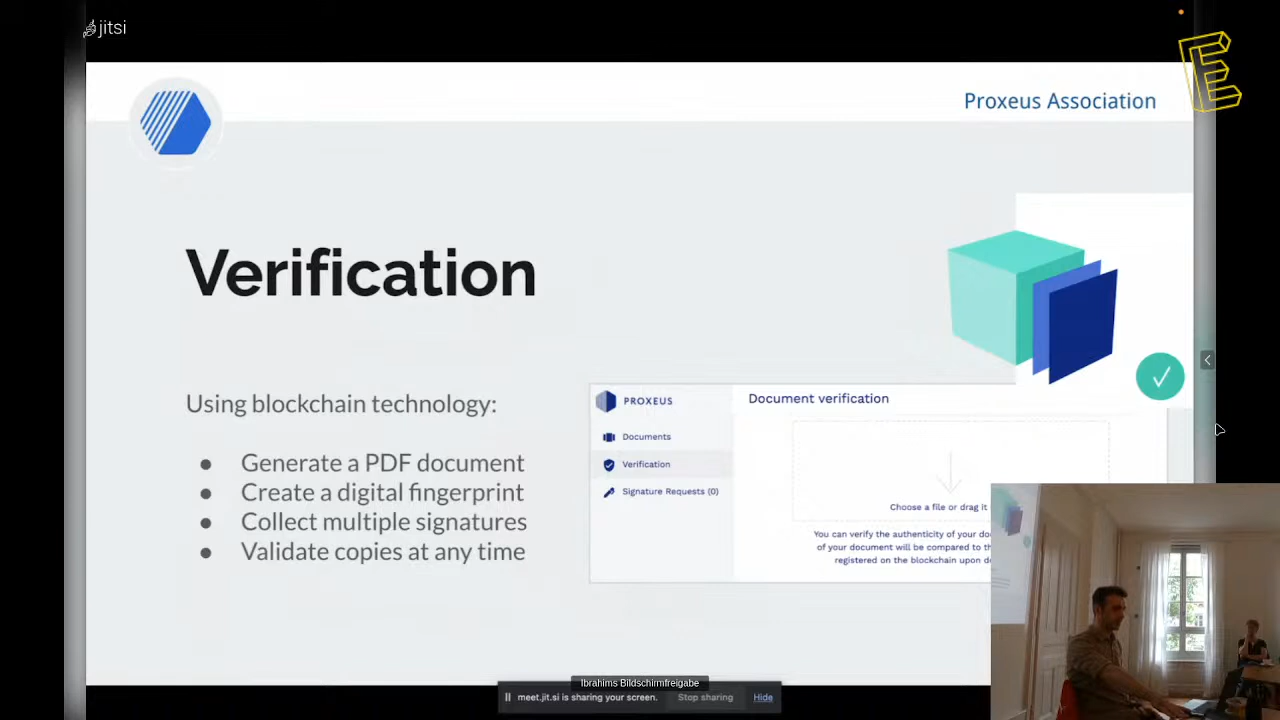 jitsi
E
Proxeus Association
Verification
Using blockchain technology:
● Generate a PDF document
● Create a digital fingerprint
● Collect multiple signatures
● Validate copies at any time
PROXEUS
Documents
Verification
Signature Requests (0)
Document verification
Choose a file or drag it
You can verify the authenticity of your do
of your document will be compared to th
registered on the blockchain upon d
Ibrahims Bildschirmfreigabe
meet.jit.si is sharing your screen.
Stop sharing
Hide